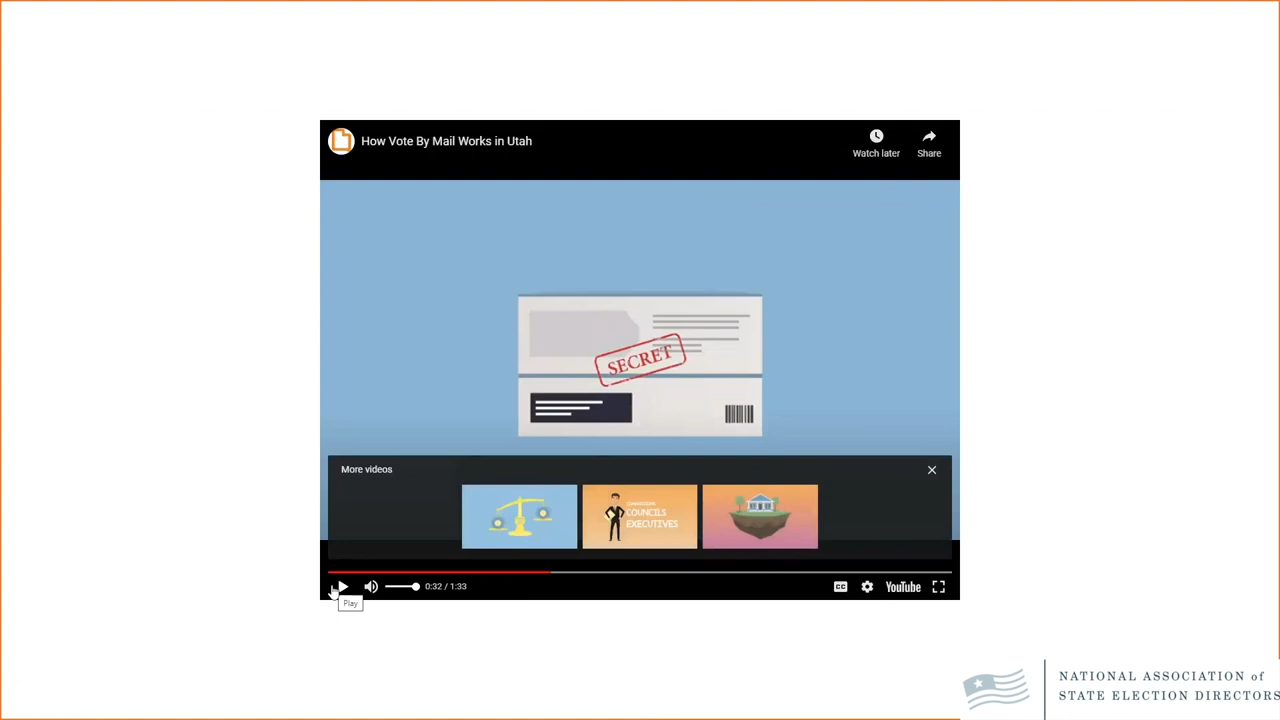 How Vote By Mail Works in Utah
Watch later
Share
SECRET
More videos
COUNCILS
EXECUTIVES
0:32 / 1:33
CC
YouTube
Play
NATIONAL ASSOCIATION of
STATE ELECTION DIRECTORS